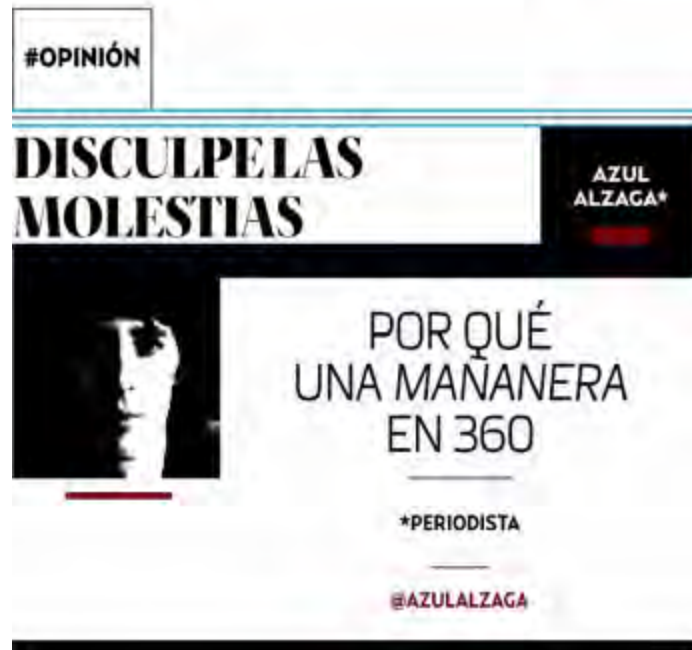 #OPINIÓN
DISCULPE LAS
MOLESTIAS
AZUL
ALZAGA*
POR QUÉ
UNA MAÑANERA
EN 360
*PERIODISTA
@AZULALZAGA